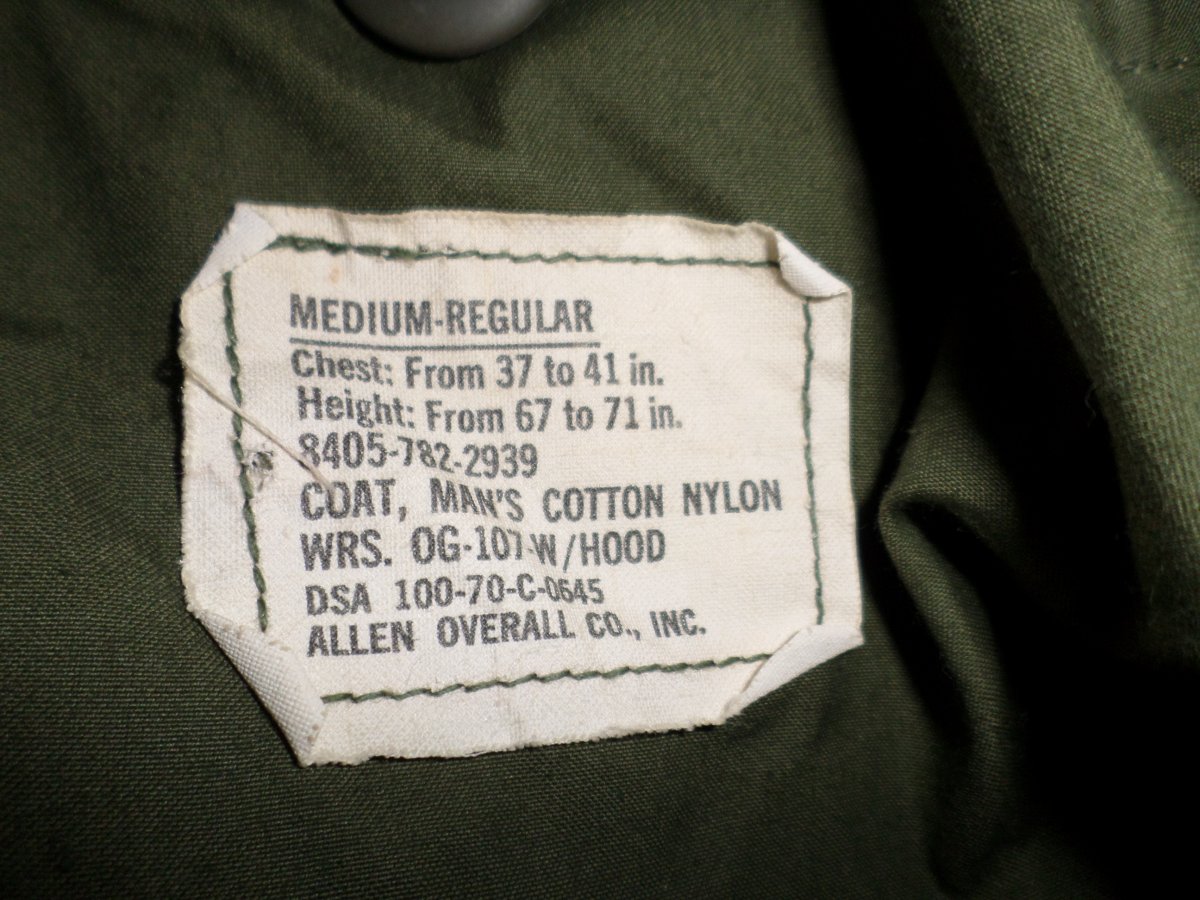 MEDIUM-REGULAR
Chest: From 37 to 41 in.
Height: From 67 to 71 in.
8405-782-2939
COAT, MAN'S COTTON NYLON
WRS. OG-107-W/HOOD
DSA 100-70-C-0645
ALLEN OVERALL CO., INC.